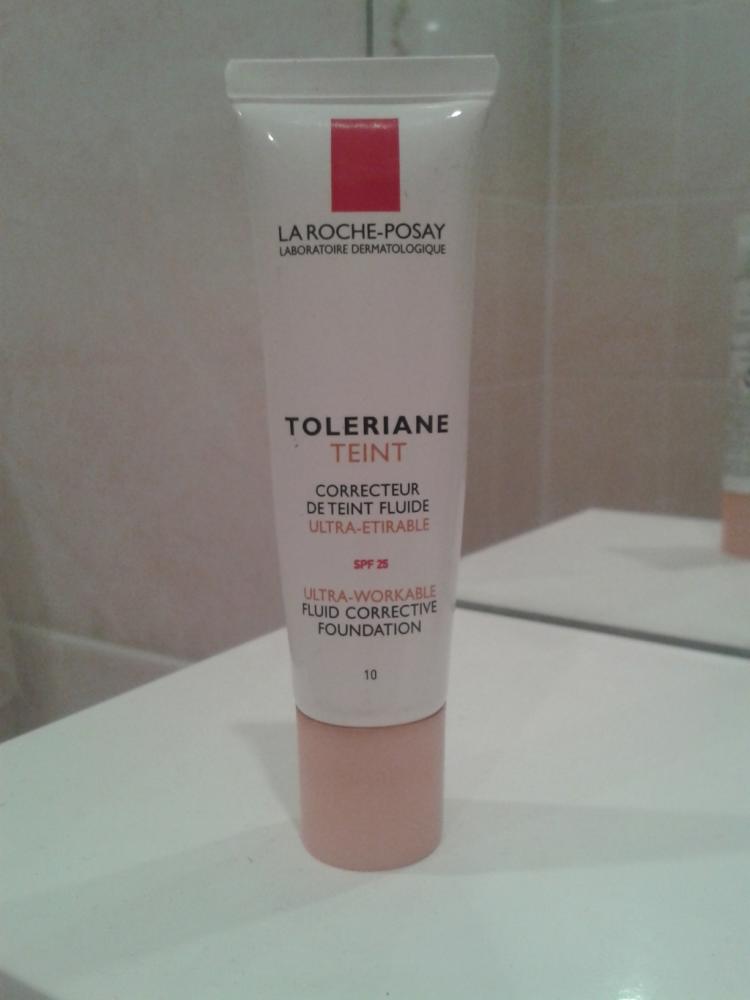 LA ROCHE-POSAY
LABORATOIRE DERMATOLOGIQUE
TOLERIANE
TEINT
CORRECTEUR
DE TEINT FLUIDE
ULTRA-ETIRABLE
SPF 25
ULTRA-WORKABLE
FLUID CORRECTIVE
FOUNDATION
10